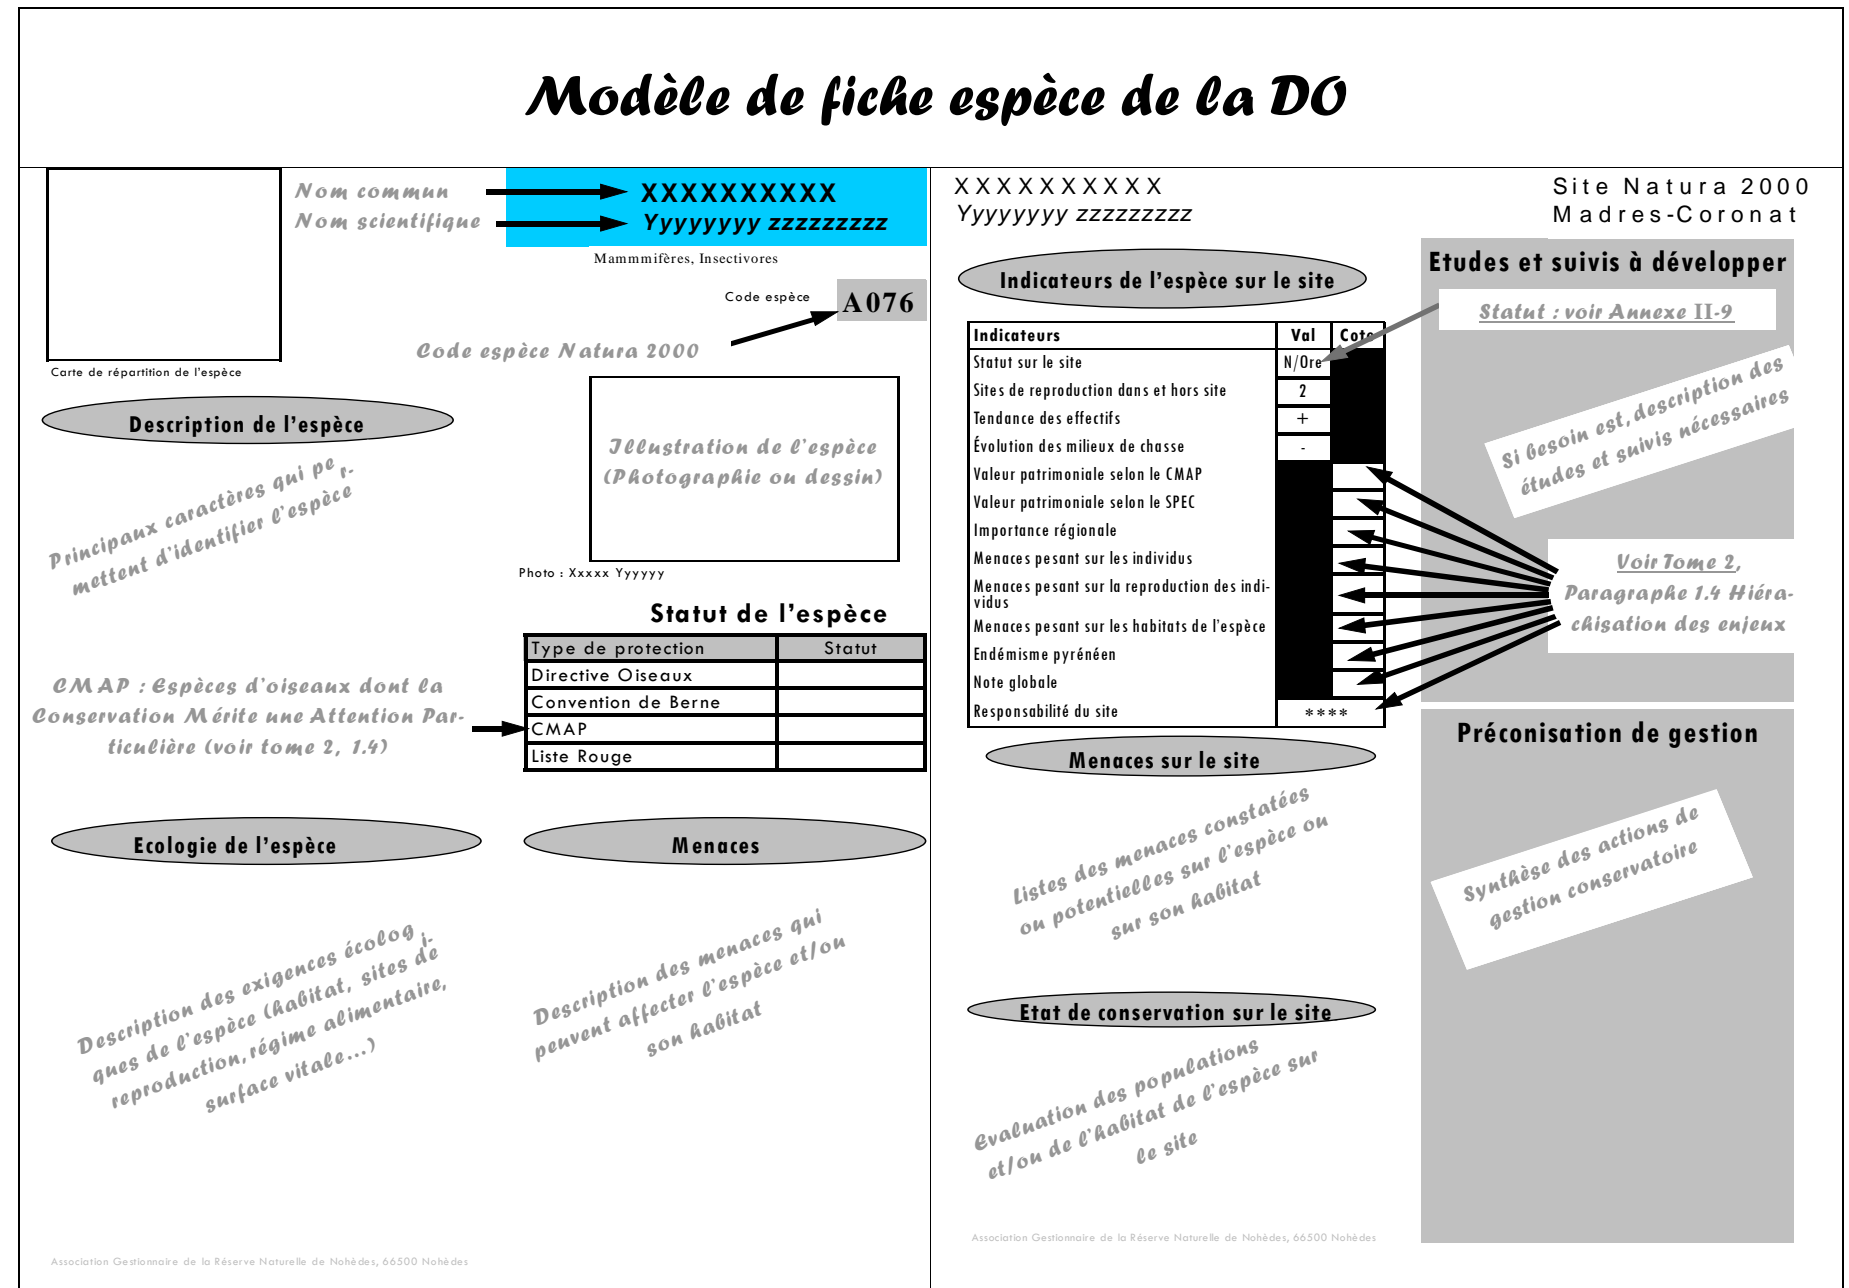 Modèle de fiche espèce de la DO
Nom commun
Nom scientifique
XXXXXXXXXX
Yyyyyyyy zzzzzzzzz
Mammmifères, Insectivores
Code espèce
A076
Code espèce Natura 2000
Carte de répartition de l'espèce
Description de l'espèce
Principaux caractères qui per-
mettent d'identifier l'espèce
Illustration de l'espèce
(Photographie ou dessin)
Photo : Xxxxx Yyyyyy
Statut de l'espèce
Type de protection Statut
Directive Oiseaux
Convention de Berne
CMAP
Liste Rouge
CMAP : Espèces d'oiseaux dont la
Conservation Mérite une Attention Par-
ticulière (voir tome 2, 1.4)
Ecologie de l'espèce
Description des exigences écologi-
ques de l'espèce (habitat, sites de
reproduction, régime alimentaire,
surface vitale...)
Menaces
Description des menaces qui
peuvent affecter l'espèce et/ou
son habitat
Association Gestionnaire de la Réserve Naturelle de Nohèdes, 66500 Nohèdes
XXXXXXXXXX
Yyyyyyyy zzzzzzzzz
Site Natura 2000
Madres-Coronat
Indicateurs de l'espèce sur le site
Indicateurs Val Cote
Statut sur le site N/Ore
Sites de reproduction dans et hors site 2
Tendance des effectifs +
Évolution des milieux de chasse -
Valeur patrimoniale selon le CMAP
Valeur patrimoniale selon le SPEC
Importance régionale
Menaces pesant sur les individus
Menaces pesant sur la reproduction des indi-
vidus
Menaces pesant sur les habitats de l'espèce
Endémisme pyrénéen
Note globale
Responsabilité du site ****
Menaces sur le site
Listes des menaces constatées
ou potentielles sur l'espèce ou
sur son habitat
Etat de conservation sur le site
Evaluation des populations
et/ou de l'habitat de l'espèce sur
le site
Association Gestionnaire de la Réserve Naturelle de Nohèdes, 66500 Nohèdes
Etudes et suivis à développer
Statut : voir Annexe II-9
Si besoin est, description des
études et suivis nécessaires
Voir Tome 2,
Paragraphe 1.4 Hiéra-
chisation des enjeux
Préconisation de gestion
Synthèse des actions de
gestion conservatoire